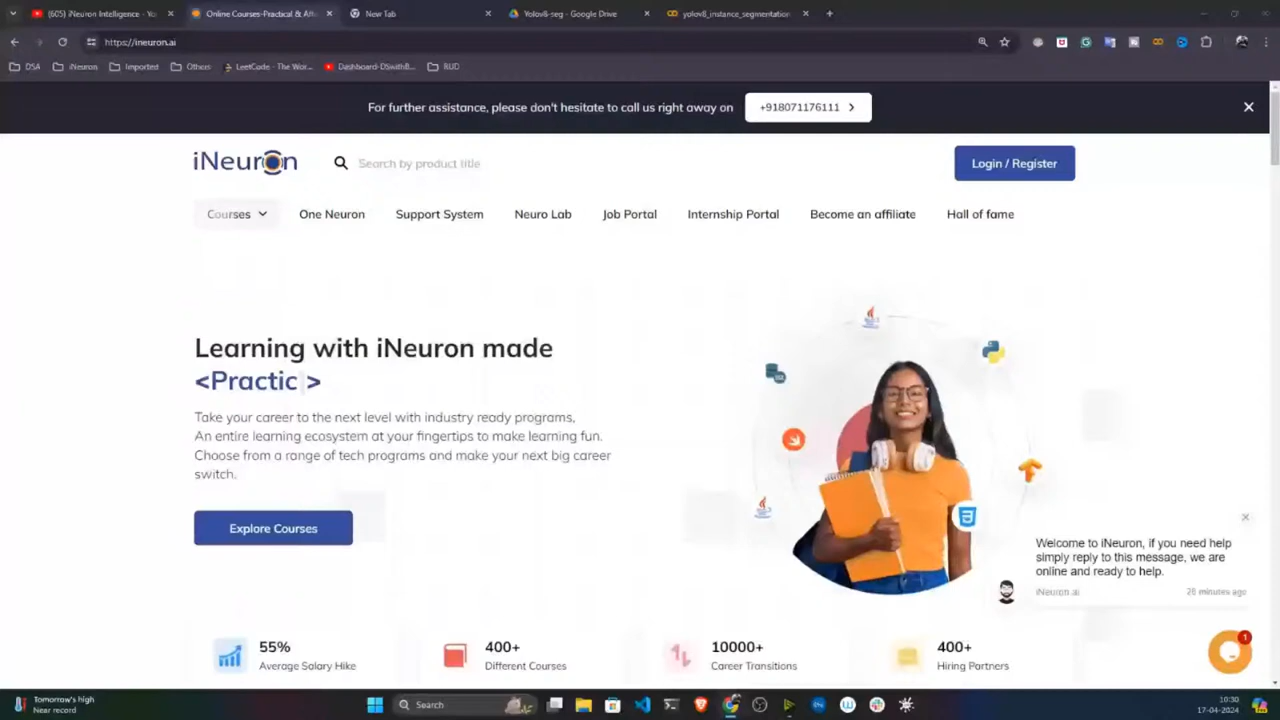 (605) iNeuron Intelligence - Yo
Online Courses-Practical & Aff
New Tab
Yolov8-seg - Google Drive
yolov8_instance_segmentation
https://ineuron.ai
DSA
iNeuron
Imported
Others
LeetCode - The Wor...
Dashboard-DSwithB...
BUD
For further assistance, please don't hesitate to call us right away on
+918071176111
iNeuron
Search by product title
Login / Register
Courses
One Neuron
Support System
Neuro Lab
Job Portal
Internship Portal
Become an affiliate
Hall of fame
Learning with iNeuron made
<Practic >
Take your career to the next level with industry ready programs,
An entire learning ecosystem at your fingertips to make learning fun.
Choose from a range of tech programs and make your next big career
switch.
Explore Courses
Welcome to iNeuron, if you need help
simply reply to this message, we are
online and ready to help.
iNeuron.ai
26 minutes ago
55%
Average Salary Hike
400+
Different Courses
10000+
Career Transitions
400+
Hiring Partners
1
Tomorrow's high
Near record
Search
10:30
17-04-2024